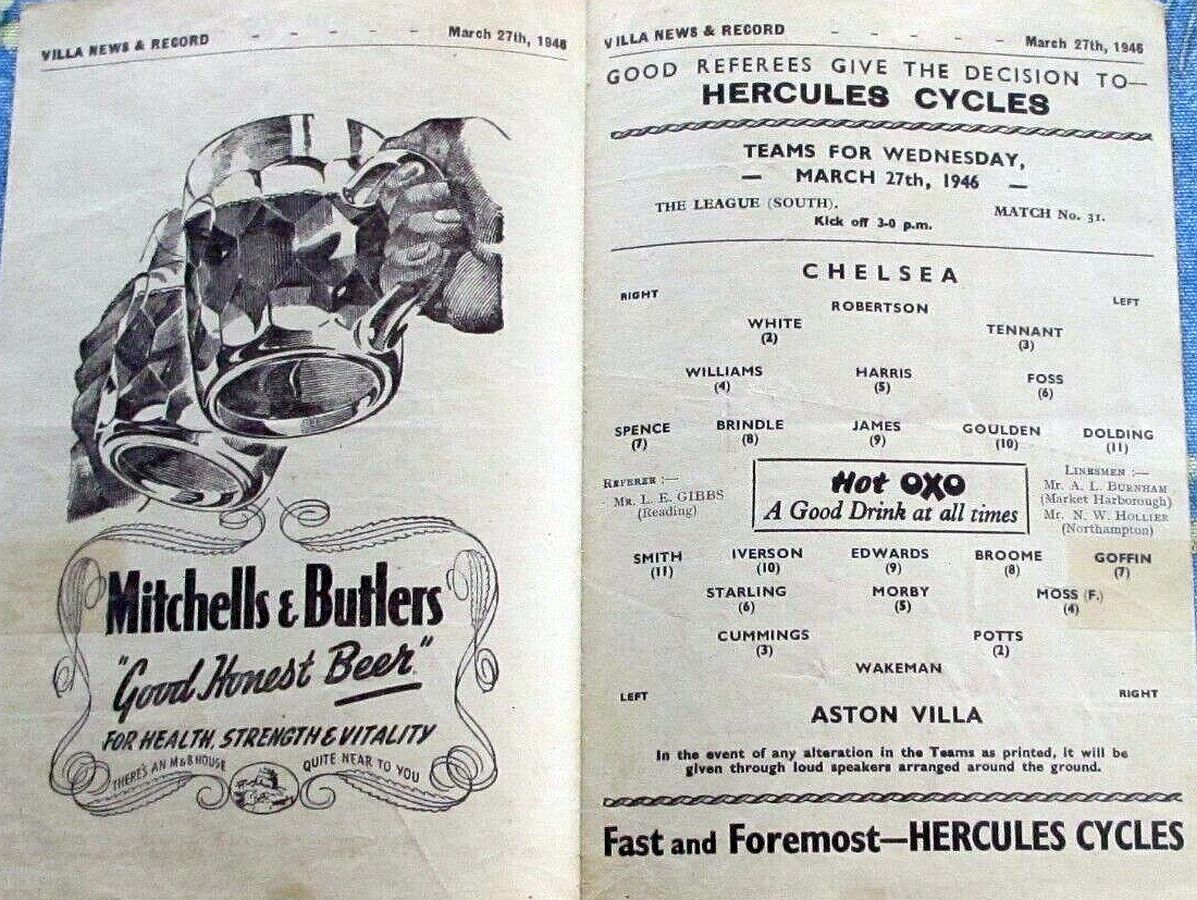 VILLA NEWS & RECORD - - - - - March 27th, 1946
Mitchells & Butlers
"Good Honest Beer"
FOR HEALTH, STRENGTH & VITALITY
THERE'S AN M&B HOUSE QUITE NEAR TO YOU
VILLA NEWS & RECORD - - - - - March 27th, 1946
GOOD REFEREES GIVE THE DECISION TO—
HERCULES CYCLES
TEAMS FOR WEDNESDAY,
— MARCH 27th, 1946 —
THE LEAGUE (SOUTH). MATCH No. 31.
Kick off 3-0 p.m.
CHELSEA
RIGHT LEFT
ROBERTSON
WHITE TENNANT
(2) (3)
WILLIAMS HARRIS FOSS
(4) (5) (6)
SPENCE BRINDLE JAMES GOULDEN DOLDING
(7) (8) (9) (10) (11)
REFEREE :—
Mr. L. E. GIBBS
(Reading)
Hot OXO
A Good Drink at all times
LINESMEN :—
Mr. A. L. BURNHAM
(Market Harborough)
Mr. N. W. HOLLIER
(Northampton)
SMITH IVERSON EDWARDS BROOME GOFFIN
(11) (10) (9) (8) (7)
STARLING MORBY MOSS (F.)
(6) (5) (4)
CUMMINGS POTTS
(3) (2)
WAKEMAN
LEFT RIGHT
ASTON VILLA
In the event of any alteration in the Teams as printed, it will be
given through loud speakers arranged around the ground.
Fast and Foremost—HERCULES CYCLES